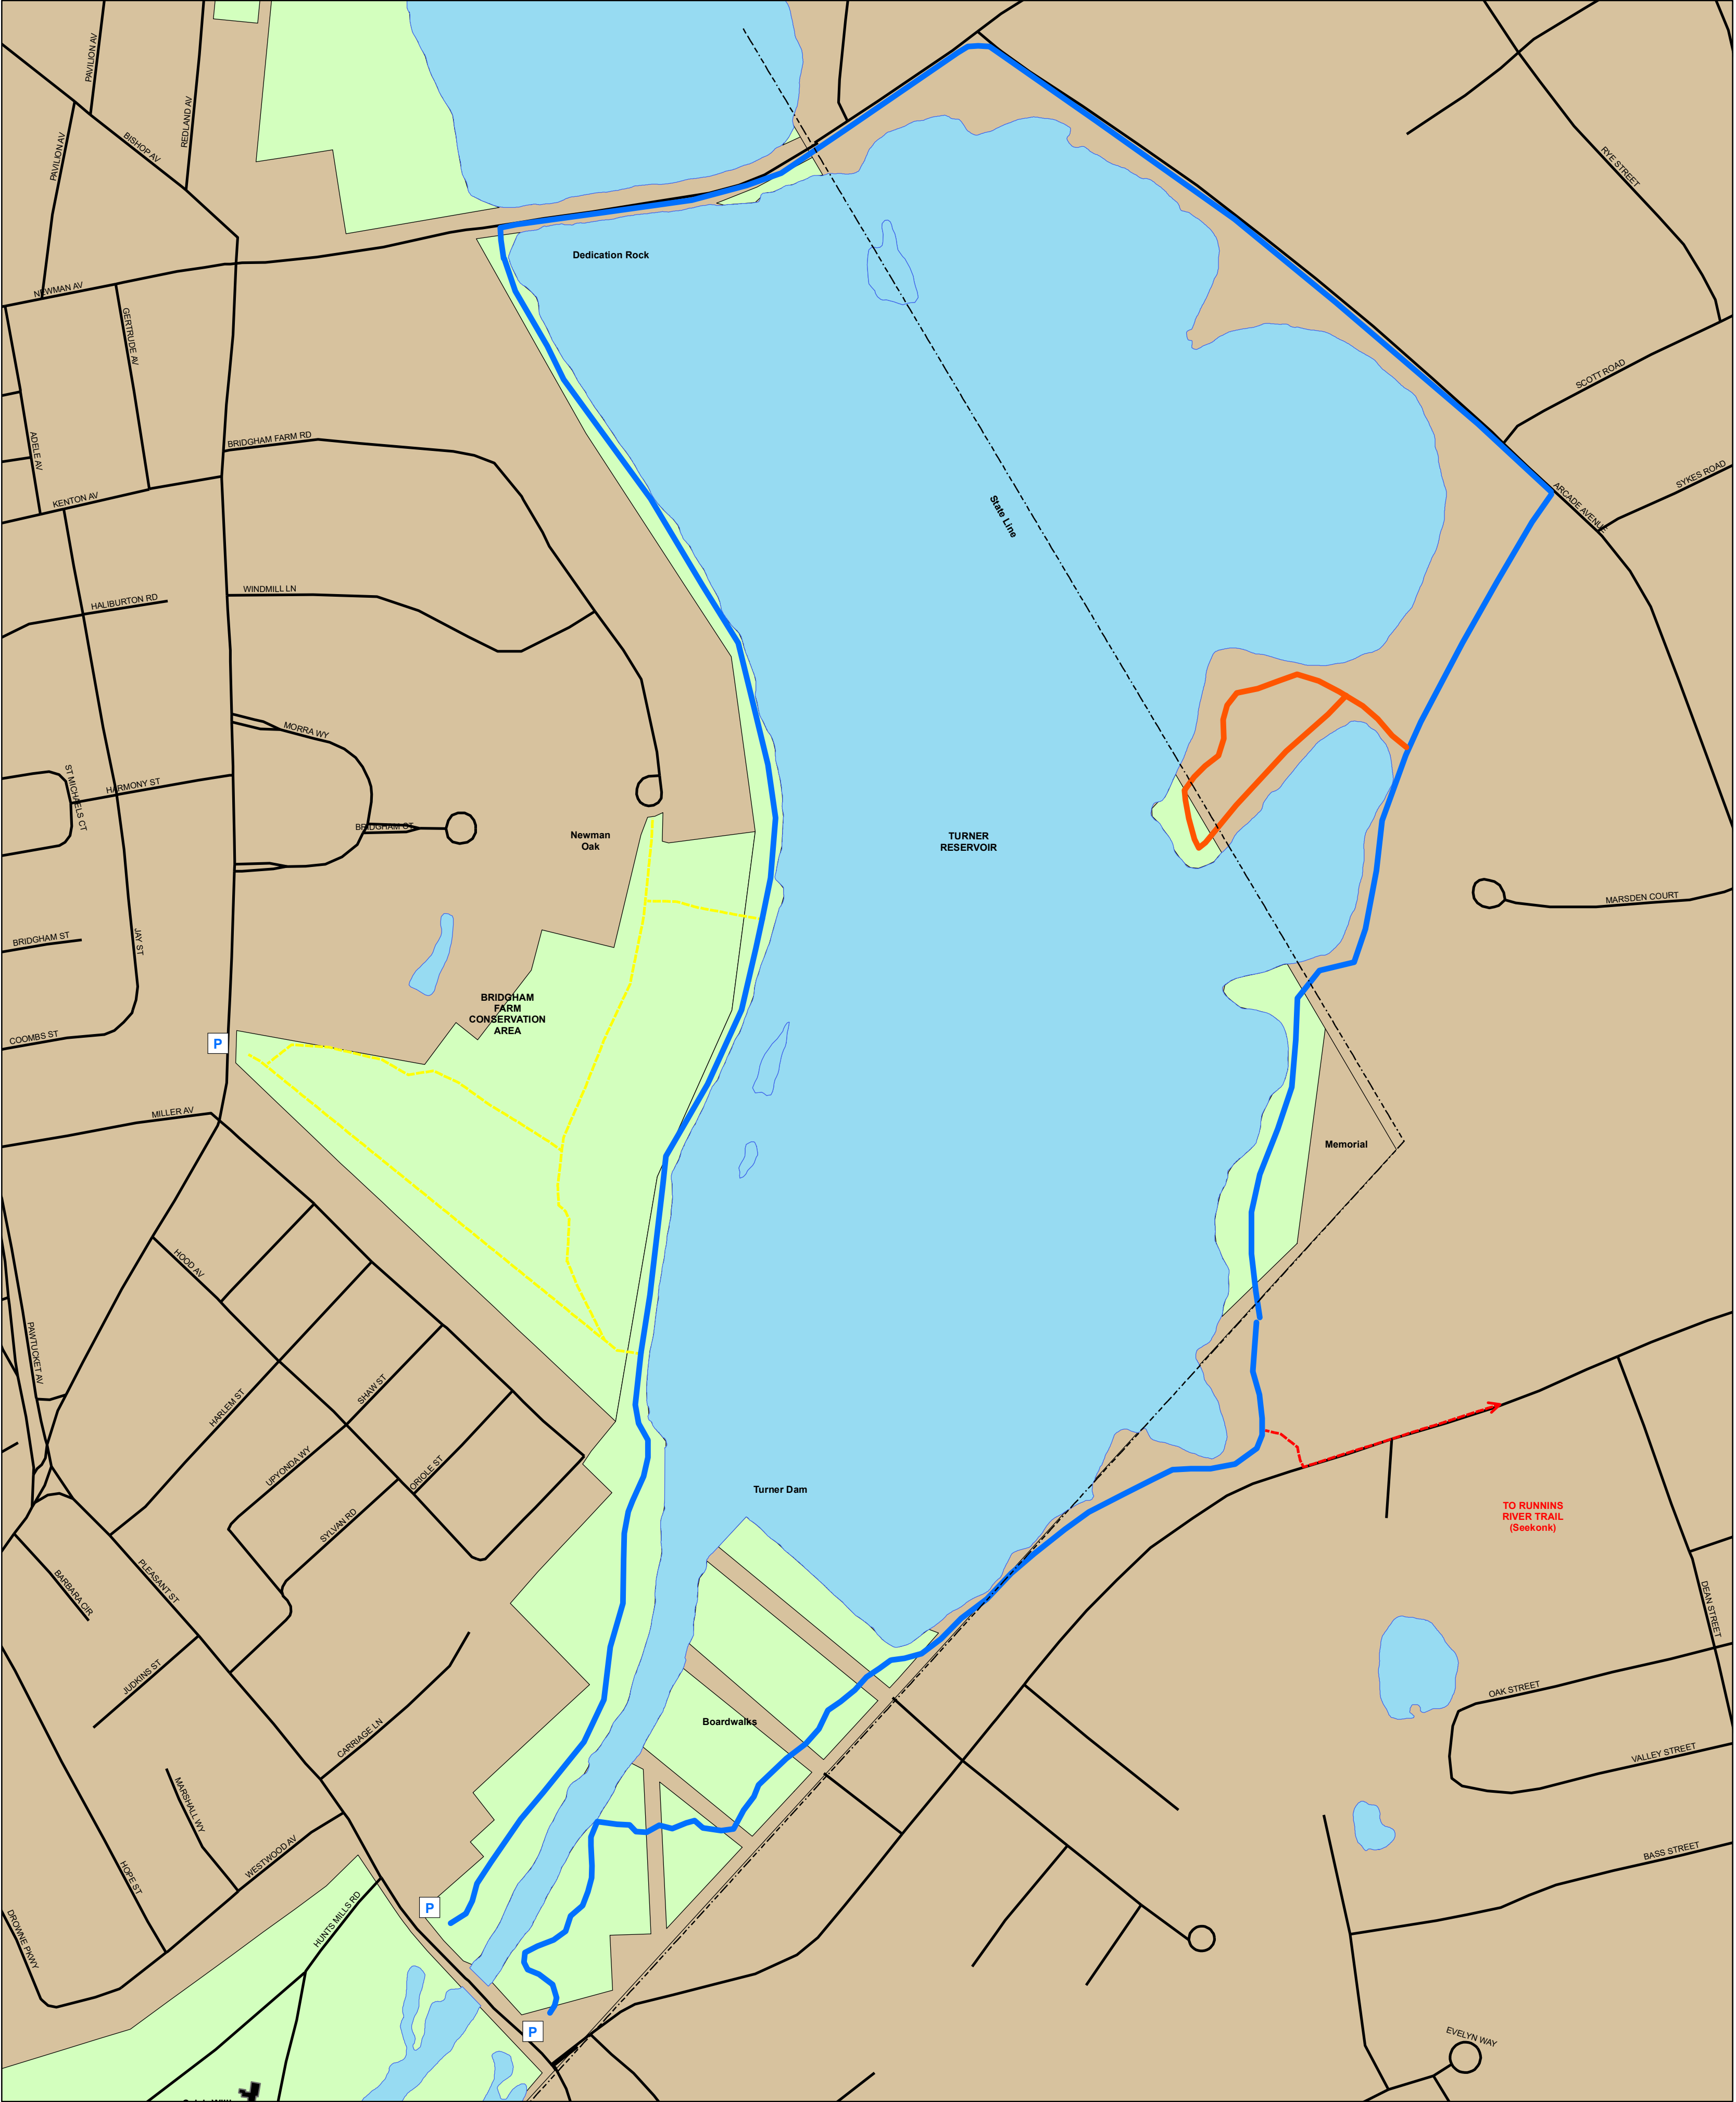 PAVILION AV
REDLAND AV
BISHOP AV
PAVILION AV
RYE STREET
Dedication Rock
NEWMAN AV
GERTRUDE AV
SCOTT ROAD
ADELE AV
BRIDGHAM FARM RD
KENTON AV
SYKES ROAD
ARCADE AVENUE
State Line
WINDMILL LN
HALIBURTON RD
MORRA WY
ST MICHAELS CT
HARMONY ST
BRIDGHAM CT
Newman
Oak
TURNER
RESERVOIR
MARSDEN COURT
BRIDGHAM ST
JAY ST
BRIDGHAM
FARM
CONSERVATION
AREA
COOMBS ST
P
MILLER AV
Memorial
HOOD AV
PAWTUCKET AV
SHAW ST
HARLEM ST
UPYONDA WY
ORIOLE ST
Turner Dam
SYLVAN RD
TO RUNNINS
RIVER TRAIL
(Seekonk)
BARBARA CIR
PLEASANT ST
DEAN STREET
JUDKINS ST
OAK STREET
Boardwalks
CARRIAGE LN
VALLEY STREET
MARSHALL WY
WESTWOOD AV
BASS STREET
HOPE ST
P
HUNTS MILLS RD
DROWNE PKWY
P
EVELYN WAY